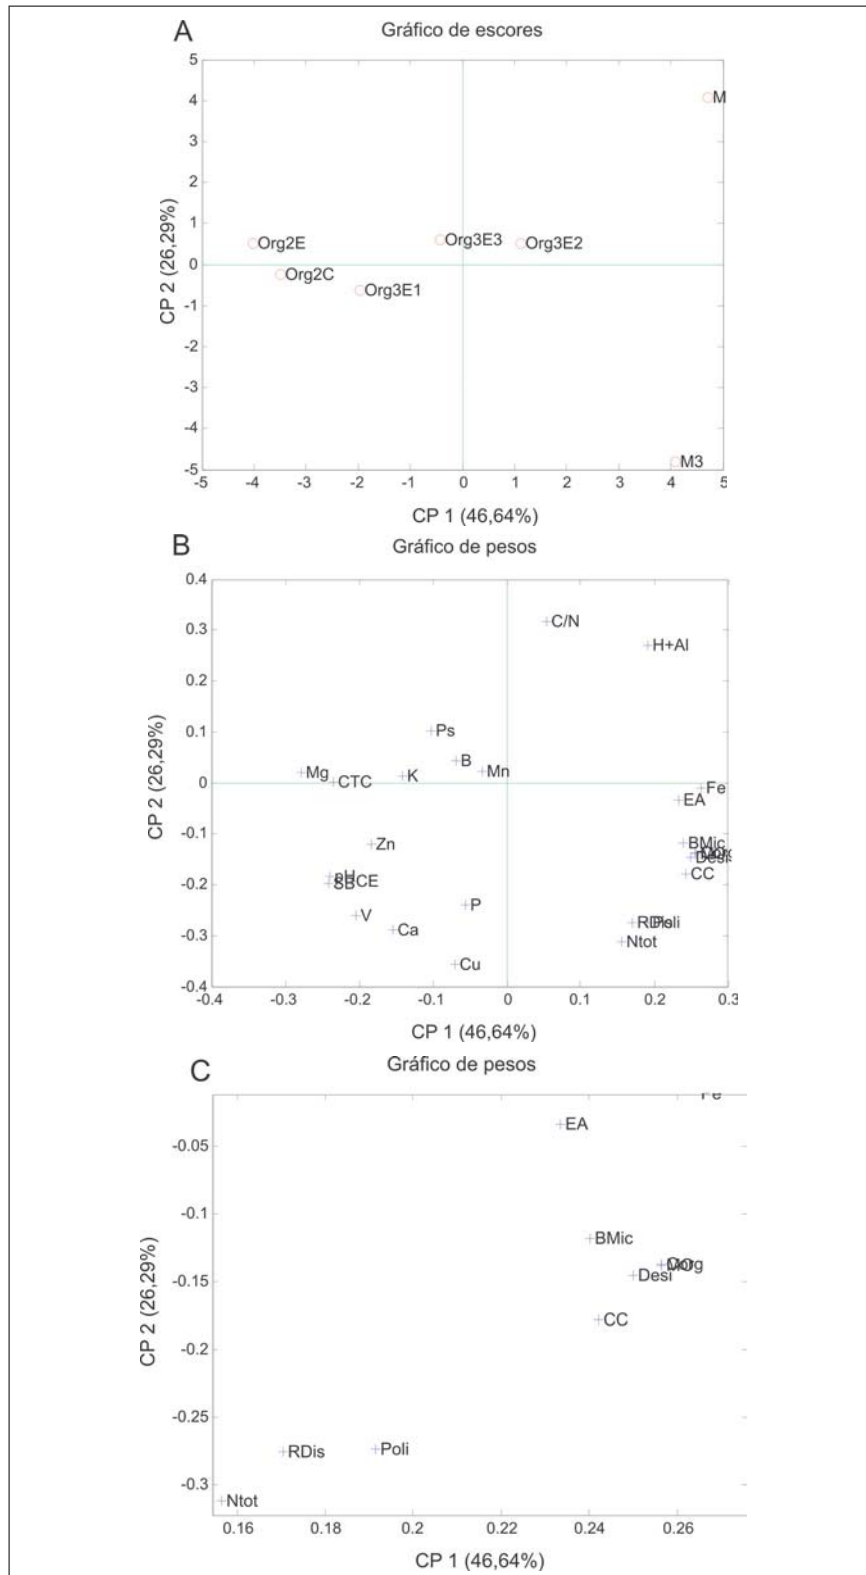 A
Gráfico de escores
5
4
M
3
2
1
Org2E
Org3E3
Org3E2
0
Org2C
Org3E1
-1
-2
-3
-4
M3
-5
-5 -4 -3 -2 -1 0 1 2 3 4 5
CP 2 (26,29%)
CP 1 (46,64%)
B
Gráfico de pesos
0.4
0.3
C/N
H+Al
0.2
0.1
Ps
B
Mg
CTC
K
Mn
0
Fe
EA
-0.1
Zn
BMic
Desi
pH
CC
SB
CE
-0.2
V
P
Ca
RDis
Poli
-0.3
Ntot
Cu
-0.4
-0.4 -0.3 -0.2 -0.1 0 0.1 0.2 0.3
CP 2 (26,29%)
CP 1 (46,64%)
C
Gráfico de pesos
Fe
EA
-0.05
-0.1
BMic
Corg
MO
Desi
-0.15
CC
-0.2
-0.25
RDis
Poli
-0.3
Ntot
0.16 0.18 0.2 0.22 0.24 0.26
CP 2 (26,29%)
CP 1 (46,64%)